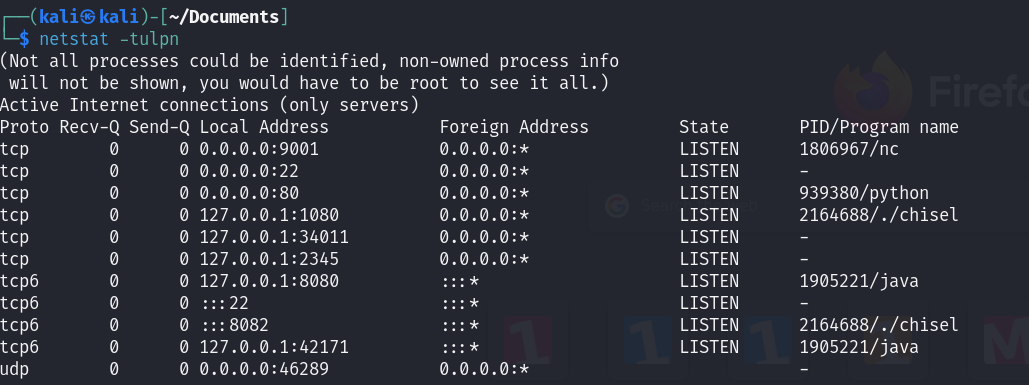 ┌──(kali㉿kali)-[~/Documents]
└─$ netstat -tulpn
(Not all processes could be identified, non-owned process info
 will not be shown, you would have to be root to see it all.)
Active Internet connections (only servers)
Proto Recv-Q Send-Q Local Address           Foreign Address         State       PID/Program name
tcp        0      0 0.0.0.0:9001            0.0.0.0:*               LISTEN      1806967/nc
tcp        0      0 0.0.0.0:22              0.0.0.0:*               LISTEN      -
tcp        0      0 0.0.0.0:80              0.0.0.0:*               LISTEN      939380/python
tcp        0      0 127.0.0.1:1080          0.0.0.0:*               LISTEN      2164688/./chisel
tcp        0      0 127.0.0.1:34011         0.0.0.0:*               LISTEN      -
tcp        0      0 127.0.0.1:2345          0.0.0.0:*               LISTEN      -
tcp6       0      0 127.0.0.1:8080          :::*                    LISTEN      1905221/java
tcp6       0      0 :::22                   :::*                    LISTEN      -
tcp6       0      0 :::8082                 :::*                    LISTEN      2164688/./chisel
tcp6       0      0 127.0.0.1:42171         :::*                    LISTEN      1905221/java
udp        0      0 0.0.0.0:46289           0.0.0.0:*                           -